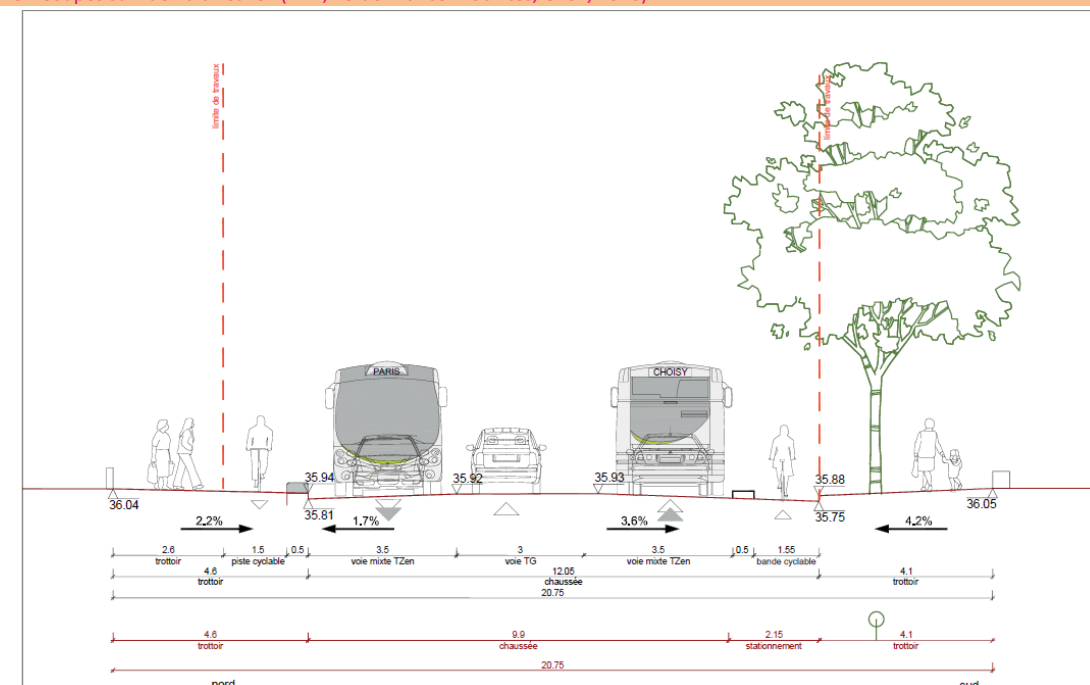 limite de travaux
limite de travaux
PARIS
CHOISY
35.94
35.92
35.93
35.88
36.04
35.81
35.75
36.05
2.2%
1.7%
3.6%
4.2%
2.6 1.5 0.5 3.5 3 3.5 0.5 1.55
trottoir piste cyclable voie mixte TZen voie TG voie mixte TZen bande cyclable
4.6 12.05 4.1
trottoir chaussée trottoir
20.75
4.6 9.9 2.15 4.1
trottoir chaussée stationnement trottoir
20.75
nord sud